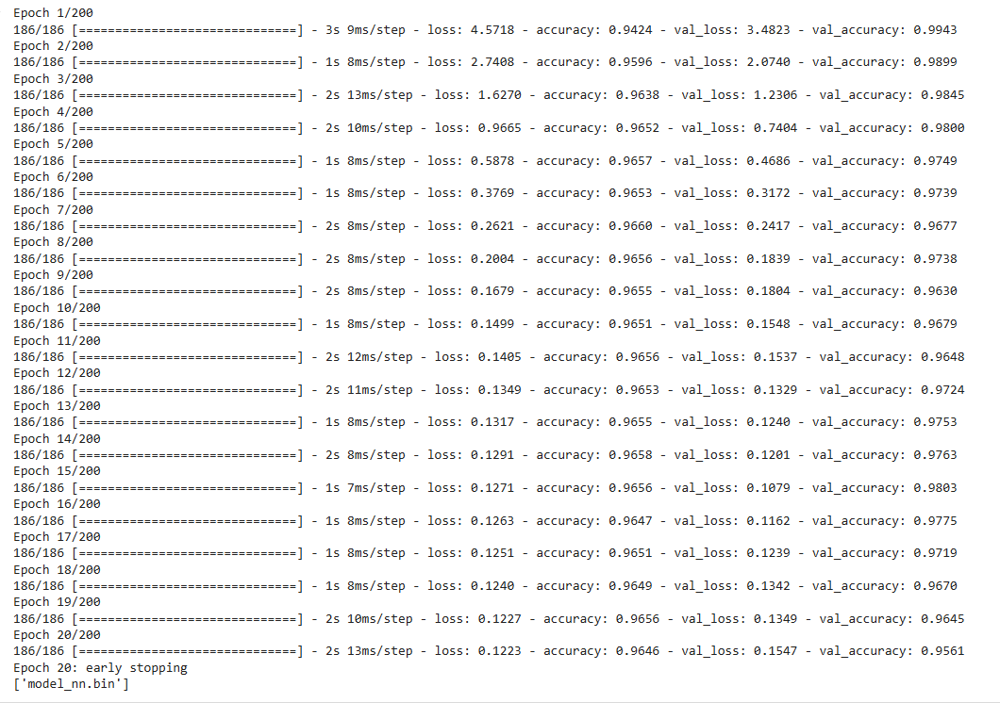 Epoch 1/200
186/186 [==============================] - 3s 9ms/step - loss: 4.5718 - accuracy: 0.9424 - val_loss: 3.4823 - val_accuracy: 0.9943
Epoch 2/200
186/186 [==============================] - 1s 8ms/step - loss: 2.7408 - accuracy: 0.9596 - val_loss: 2.0740 - val_accuracy: 0.9899
Epoch 3/200
186/186 [==============================] - 2s 13ms/step - loss: 1.6270 - accuracy: 0.9638 - val_loss: 1.2306 - val_accuracy: 0.9845
Epoch 4/200
186/186 [==============================] - 2s 10ms/step - loss: 0.9665 - accuracy: 0.9652 - val_loss: 0.7404 - val_accuracy: 0.9800
Epoch 5/200
186/186 [==============================] - 1s 8ms/step - loss: 0.5878 - accuracy: 0.9657 - val_loss: 0.4686 - val_accuracy: 0.9749
Epoch 6/200
186/186 [==============================] - 1s 8ms/step - loss: 0.3769 - accuracy: 0.9653 - val_loss: 0.3172 - val_accuracy: 0.9739
Epoch 7/200
186/186 [==============================] - 2s 8ms/step - loss: 0.2621 - accuracy: 0.9660 - val_loss: 0.2417 - val_accuracy: 0.9677
Epoch 8/200
186/186 [==============================] - 2s 8ms/step - loss: 0.2004 - accuracy: 0.9656 - val_loss: 0.1839 - val_accuracy: 0.9738
Epoch 9/200
186/186 [==============================] - 2s 8ms/step - loss: 0.1679 - accuracy: 0.9655 - val_loss: 0.1804 - val_accuracy: 0.9630
Epoch 10/200
186/186 [==============================] - 1s 8ms/step - loss: 0.1499 - accuracy: 0.9651 - val_loss: 0.1548 - val_accuracy: 0.9679
Epoch 11/200
186/186 [==============================] - 2s 12ms/step - loss: 0.1405 - accuracy: 0.9656 - val_loss: 0.1537 - val_accuracy: 0.9648
Epoch 12/200
186/186 [==============================] - 2s 11ms/step - loss: 0.1349 - accuracy: 0.9653 - val_loss: 0.1329 - val_accuracy: 0.9724
Epoch 13/200
186/186 [==============================] - 1s 8ms/step - loss: 0.1317 - accuracy: 0.9655 - val_loss: 0.1240 - val_accuracy: 0.9753
Epoch 14/200
186/186 [==============================] - 2s 8ms/step - loss: 0.1291 - accuracy: 0.9658 - val_loss: 0.1201 - val_accuracy: 0.9763
Epoch 15/200
186/186 [==============================] - 1s 7ms/step - loss: 0.1271 - accuracy: 0.9656 - val_loss: 0.1079 - val_accuracy: 0.9803
Epoch 16/200
186/186 [==============================] - 1s 8ms/step - loss: 0.1263 - accuracy: 0.9647 - val_loss: 0.1162 - val_accuracy: 0.9775
Epoch 17/200
186/186 [==============================] - 1s 8ms/step - loss: 0.1251 - accuracy: 0.9651 - val_loss: 0.1239 - val_accuracy: 0.9719
Epoch 18/200
186/186 [==============================] - 1s 8ms/step - loss: 0.1240 - accuracy: 0.9649 - val_loss: 0.1342 - val_accuracy: 0.9670
Epoch 19/200
186/186 [==============================] - 2s 10ms/step - loss: 0.1227 - accuracy: 0.9656 - val_loss: 0.1349 - val_accuracy: 0.9645
Epoch 20/200
186/186 [==============================] - 2s 13ms/step - loss: 0.1223 - accuracy: 0.9646 - val_loss: 0.1547 - val_accuracy: 0.9561
Epoch 20: early stopping
['model_nn.bin']